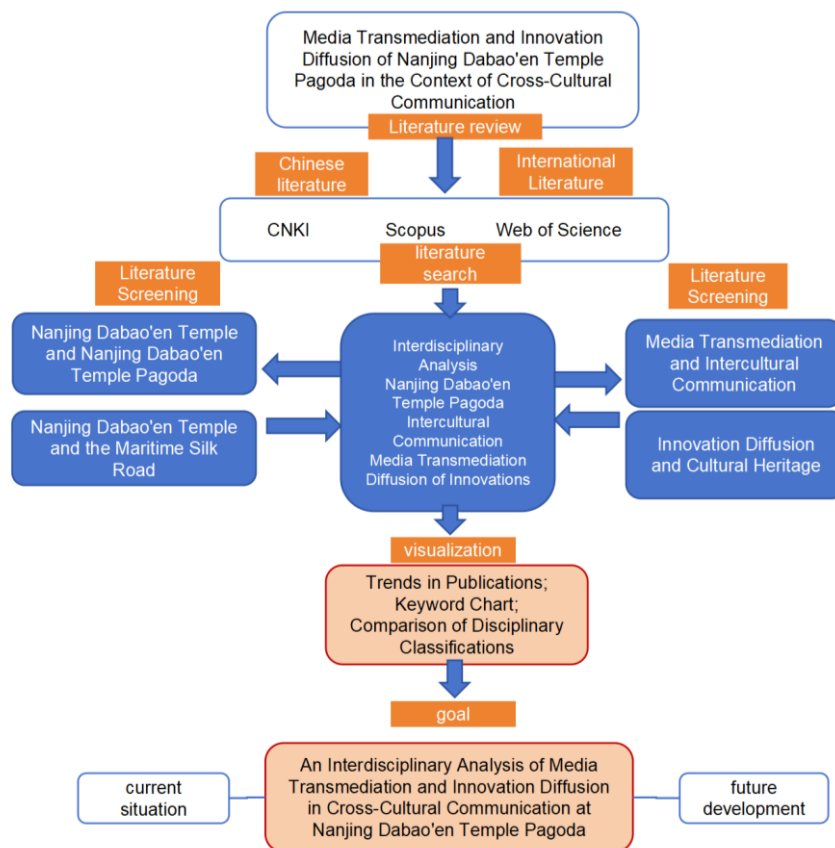 Media Transmediation and Innovation
Diffusion of Nanjing Dabao'en Temple
Pagoda in the Context of Cross-Cultural
Communication
Literature review
Chinese
literature
International
Literature
CNKI Scopus Web of Science
literature
search
Literature
Screening
Literature
Screening
Nanjing Dabao'en Temple
and Nanjing Dabao'en
Temple Pagoda
Nanjing Dabao'en Temple
and the Maritime Silk
Road
Interdisciplinary
Analysis
Nanjing Dabao'en
Temple Pagoda
Intercultural
Communication
Media Transmediation
Diffusion of Innovations
Media Transmediation
and Intercultural
Communication
Innovation Diffusion
and Cultural Heritage
visualization
Trends in Publications;
Keyword Chart;
Comparison of Disciplinary
Classifications
goal
current
situation
An Interdisciplinary Analysis of Media
Transmediation and Innovation Diffusion
in Cross-Cultural Communication at
Nanjing Dabao'en Temple Pagoda
future
development